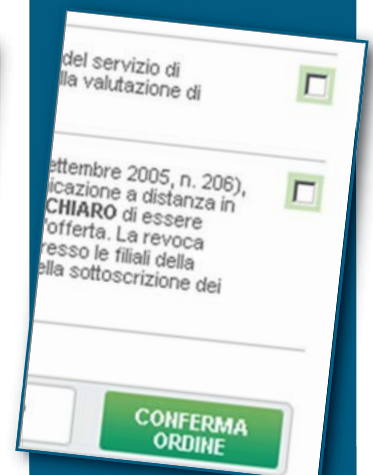 del servizio di
lla valutazione di
ettembre 2005, n. 206),
icazione a distanza in
CHIARO di essere
'offerta. La revoca
resso le filiali della
ella sottoscrizione dei
CONFERMA
ORDINE